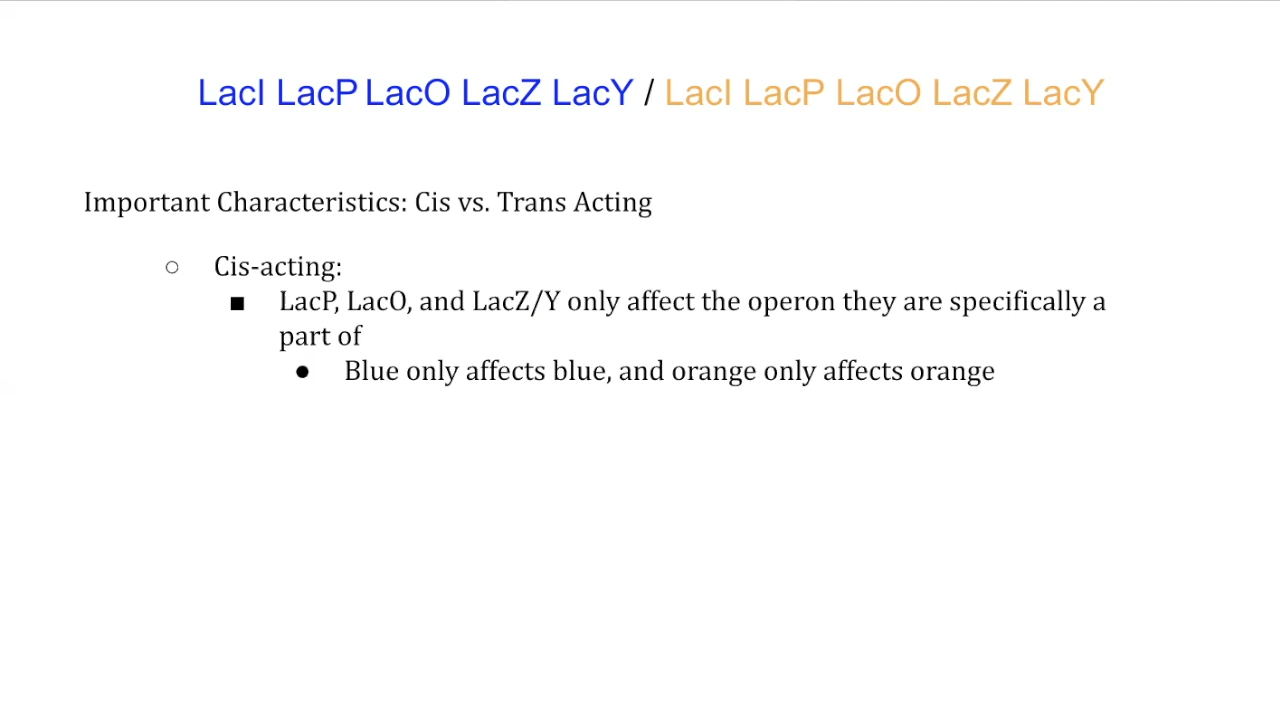 LacI LacP LacO LacZ LacY / LacI LacP LacO LacZ LacY
Important Characteristics: Cis vs. Trans Acting
○ Cis-acting:
■ LacP, LacO, and LacZ/Y only affect the operon they are specifically a
part of
● Blue only affects blue, and orange only affects orange